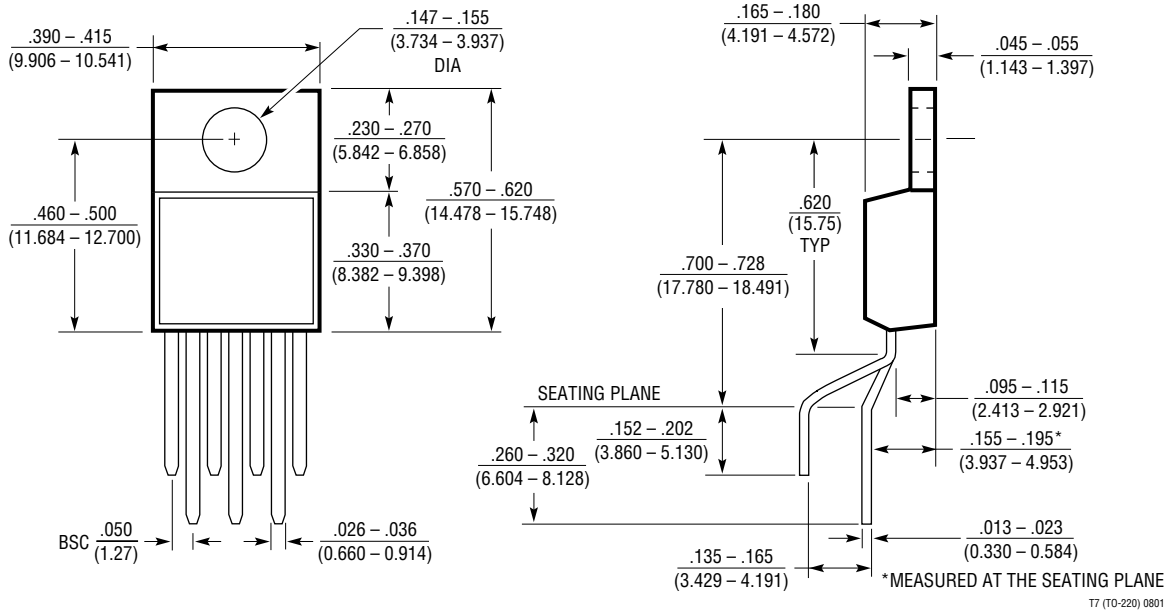 .390 – .415
(9.906 – 10.541)
.147 – .155
(3.734 – 3.937)
DIA
.230 – .270
(5.842 – 6.858)
.460 – .500
(11.684 – 12.700)
.570 – .620
(14.478 – 15.748)
.330 – .370
(8.382 – 9.398)
BSC
.050
(1.27)
.026 – .036
(0.660 – 0.914)
.165 – .180
(4.191 – 4.572)
.045 – .055
(1.143 – 1.397)
.620
(15.75)
TYP
.700 – .728
(17.780 – 18.491)
SEATING PLANE
.152 – .202
(3.860 – 5.130)
.260 – .320
(6.604 – 8.128)
.095 – .115
(2.413 – 2.921)
.155 – .195*
(3.937 – 4.953)
.013 – .023
(0.330 – 0.584)
.135 – .165
(3.429 – 4.191)
*MEASURED AT THE SEATING PLANE
T7 (TO-220) 0801